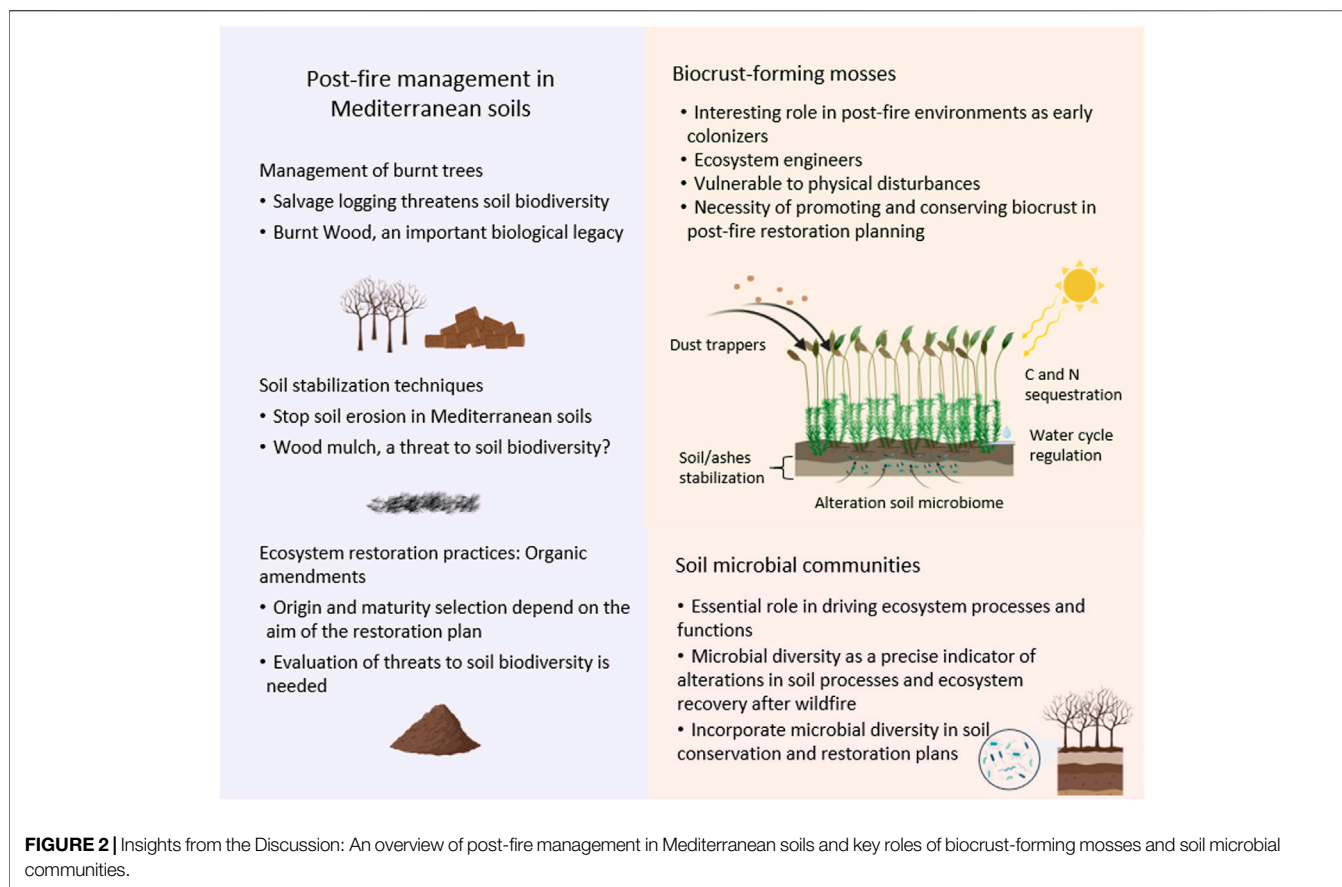 Post-fire management in
Mediterranean soils
Management of burnt trees
• Salvage logging threatens soil biodiversity
• Burnt Wood, an important biological legacy
Soil stabilization techniques
• Stop soil erosion in Mediterranean soils
• Wood mulch, a threat to soil biodiversity?
Ecosystem restoration practices: Organic
amendments
• Origin and maturity selection depend on the
aim of the restoration plan
• Evaluation of threats to soil biodiversity is
needed
Biocrust-forming mosses
• Interesting role in post-fire environments as early
colonizers
• Ecosystem engineers
• Vulnerable to physical disturbances
• Necessity of promoting and conserving biocrust in
post-fire restoration planning
Dust trappers
C and N
sequestration
Water cycle
regulation
Soil/ashes
stabilization
Alteration soil microbiome
Soil microbial communities
• Essential role in driving ecosystem processes and
functions
• Microbial diversity as a precise indicator of
alterations in soil processes and ecosystem
recovery after wildfire
• Incorporate microbial diversity in soil
conservation and restoration plans
FIGURE 2 | Insights from the Discussion: An overview of post-fire management in Mediterranean soils and key roles of biocrust-forming mosses and soil microbial
communities.